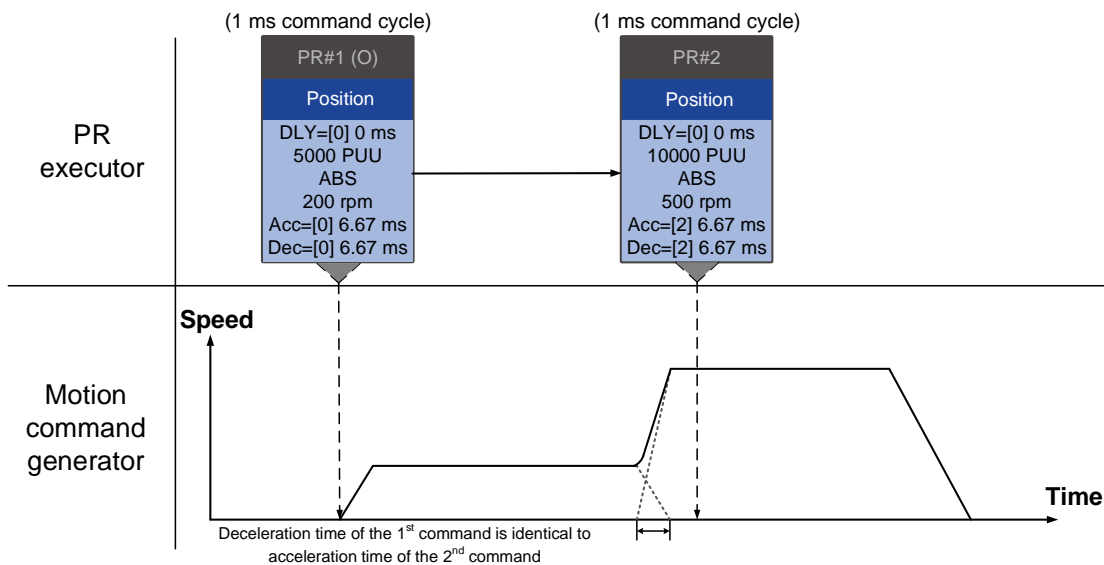 (1 ms command cycle)
(1 ms command cycle)
PR#1 (O)
PR#2
Position
Position
DLY=[0] 0 ms
5000 PUU
ABS
200 rpm
Acc=[0] 6.67 ms
Dec=[0] 6.67 ms
DLY=[0] 0 ms
10000 PUU
ABS
500 rpm
Acc=[2] 6.67 ms
Dec=[2] 6.67 ms
PR
executor
Speed
Motion
command
generator
Time
Deceleration time of the 1st command is identical to
acceleration time of the 2nd command